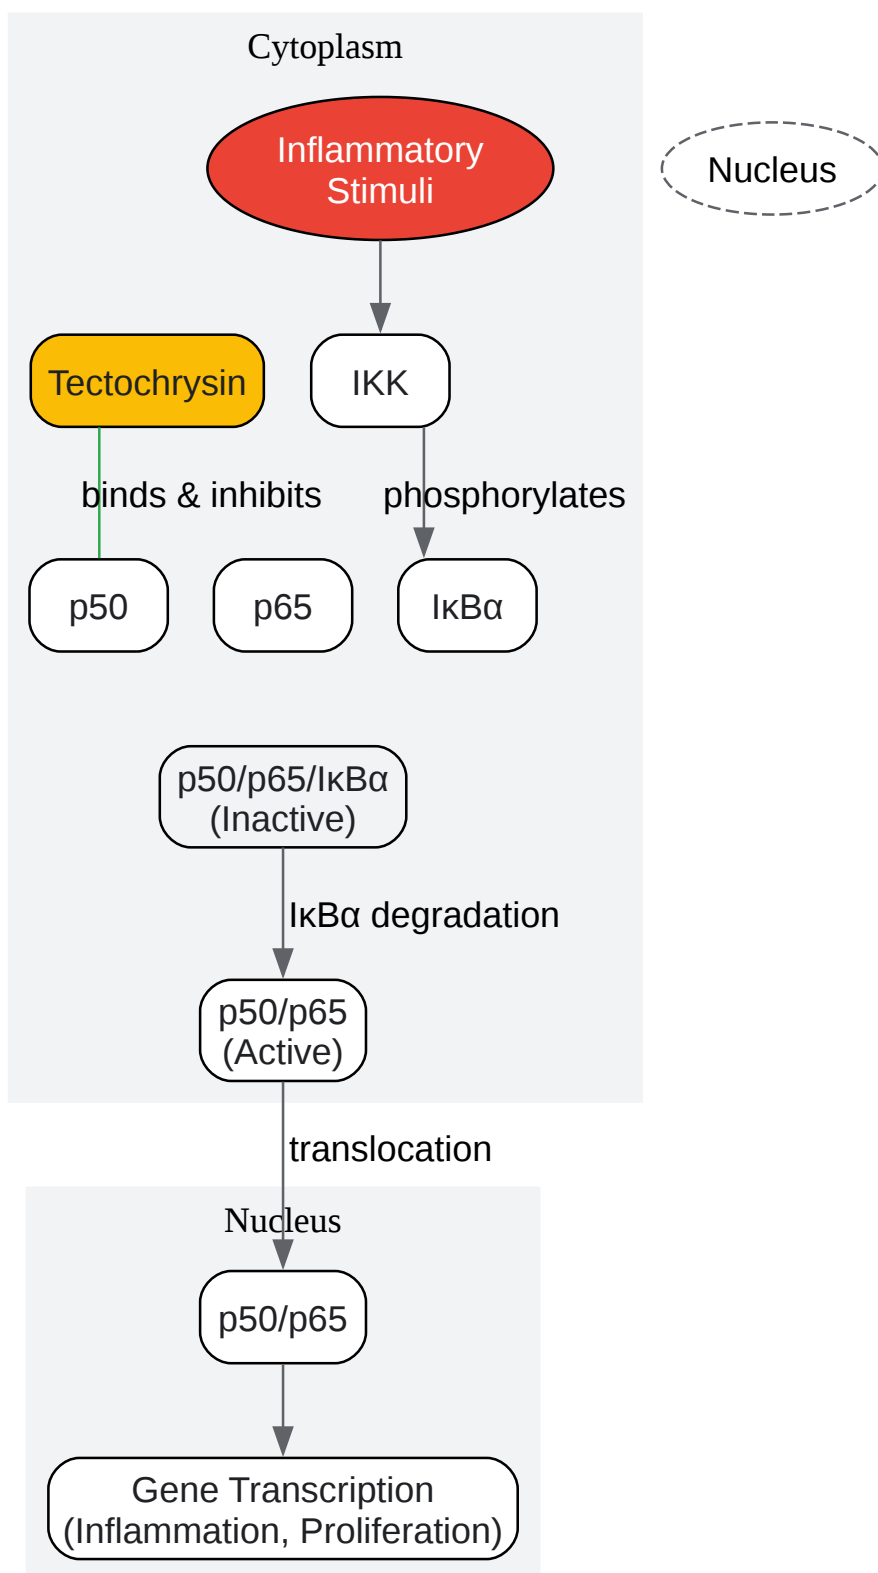 Cytoplasm
Inflammatory
Stimuli
Nucleus
Tectochrysin
IKK
binds & inhibits
phosphorylates
p50
p65
IκBα
p50/p65/IκBα
(Inactive)
IκBα degradation
p50/p65
(Active)
translocation
Nucleus
p50/p65
Gene Transcription
(Inflammation, Proliferation)